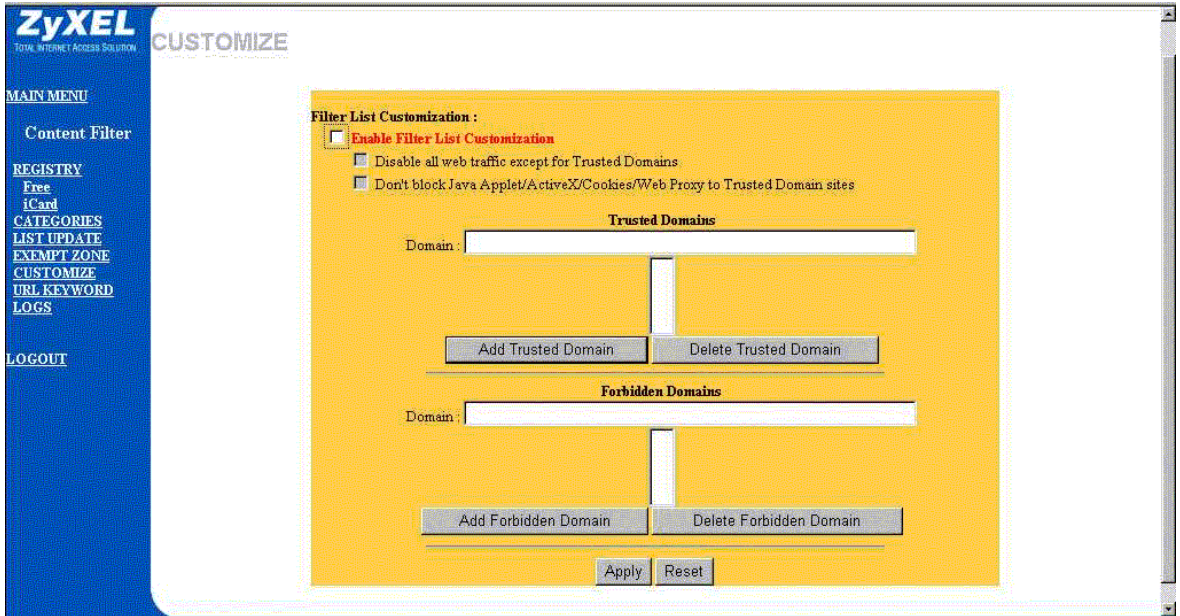 ZyXEL
TOTAL INTERNET ACCESS SOLUTION
CUSTOMIZE
MAIN MENU
Content Filter
REGISTRY
Free
iCard
CATEGORIES
LIST UPDATE
EXEMPT ZONE
CUSTOMIZE
URL KEYWORD
LOGS
LOGOUT
Filter List Customization :
Enable Filter List Customization
Disable all web traffic except for Trusted Domains
Don't block Java Applet/ActiveX/Cookies/Web Proxy to Trusted Domain sites
Trusted Domains
Domain :
Add Trusted Domain Delete Trusted Domain
Forbidden Domains
Domain :
Add Forbidden Domain Delete Forbidden Domain
Apply Reset